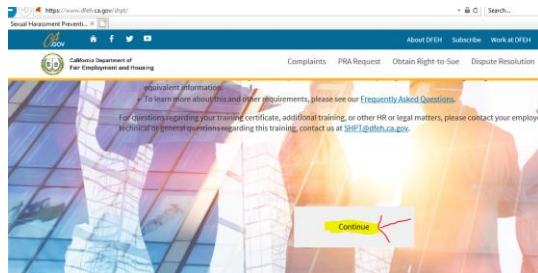 https://www.dfeh.ca.gov/shpt/
Search...
Sexual Harassment Preventi...
CA.GOV
About DFEH Subscribe Work at DFEH
California Department of
Fair Employment and Housing
Complaints PRA Request Obtain Right-to-Sue Dispute Resolution
equivalent information.
To learn more about this and other requirements, please see our Frequently Asked Questions.
For questions regarding your training certificate, additional training, or other HR or legal matters, please contact your employ
technical or general questions regarding this training, contact us at SHPT@dfeh.ca.gov.
Continue